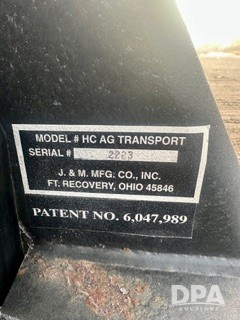 MODEL # HC AG TRANSPORT
SERIAL # 2223
J. & M. MFG. CO., INC.
FT. RECOVERY, OHIO 45846
PATENT NO. 6,047,989
DPA
AUCTIONS